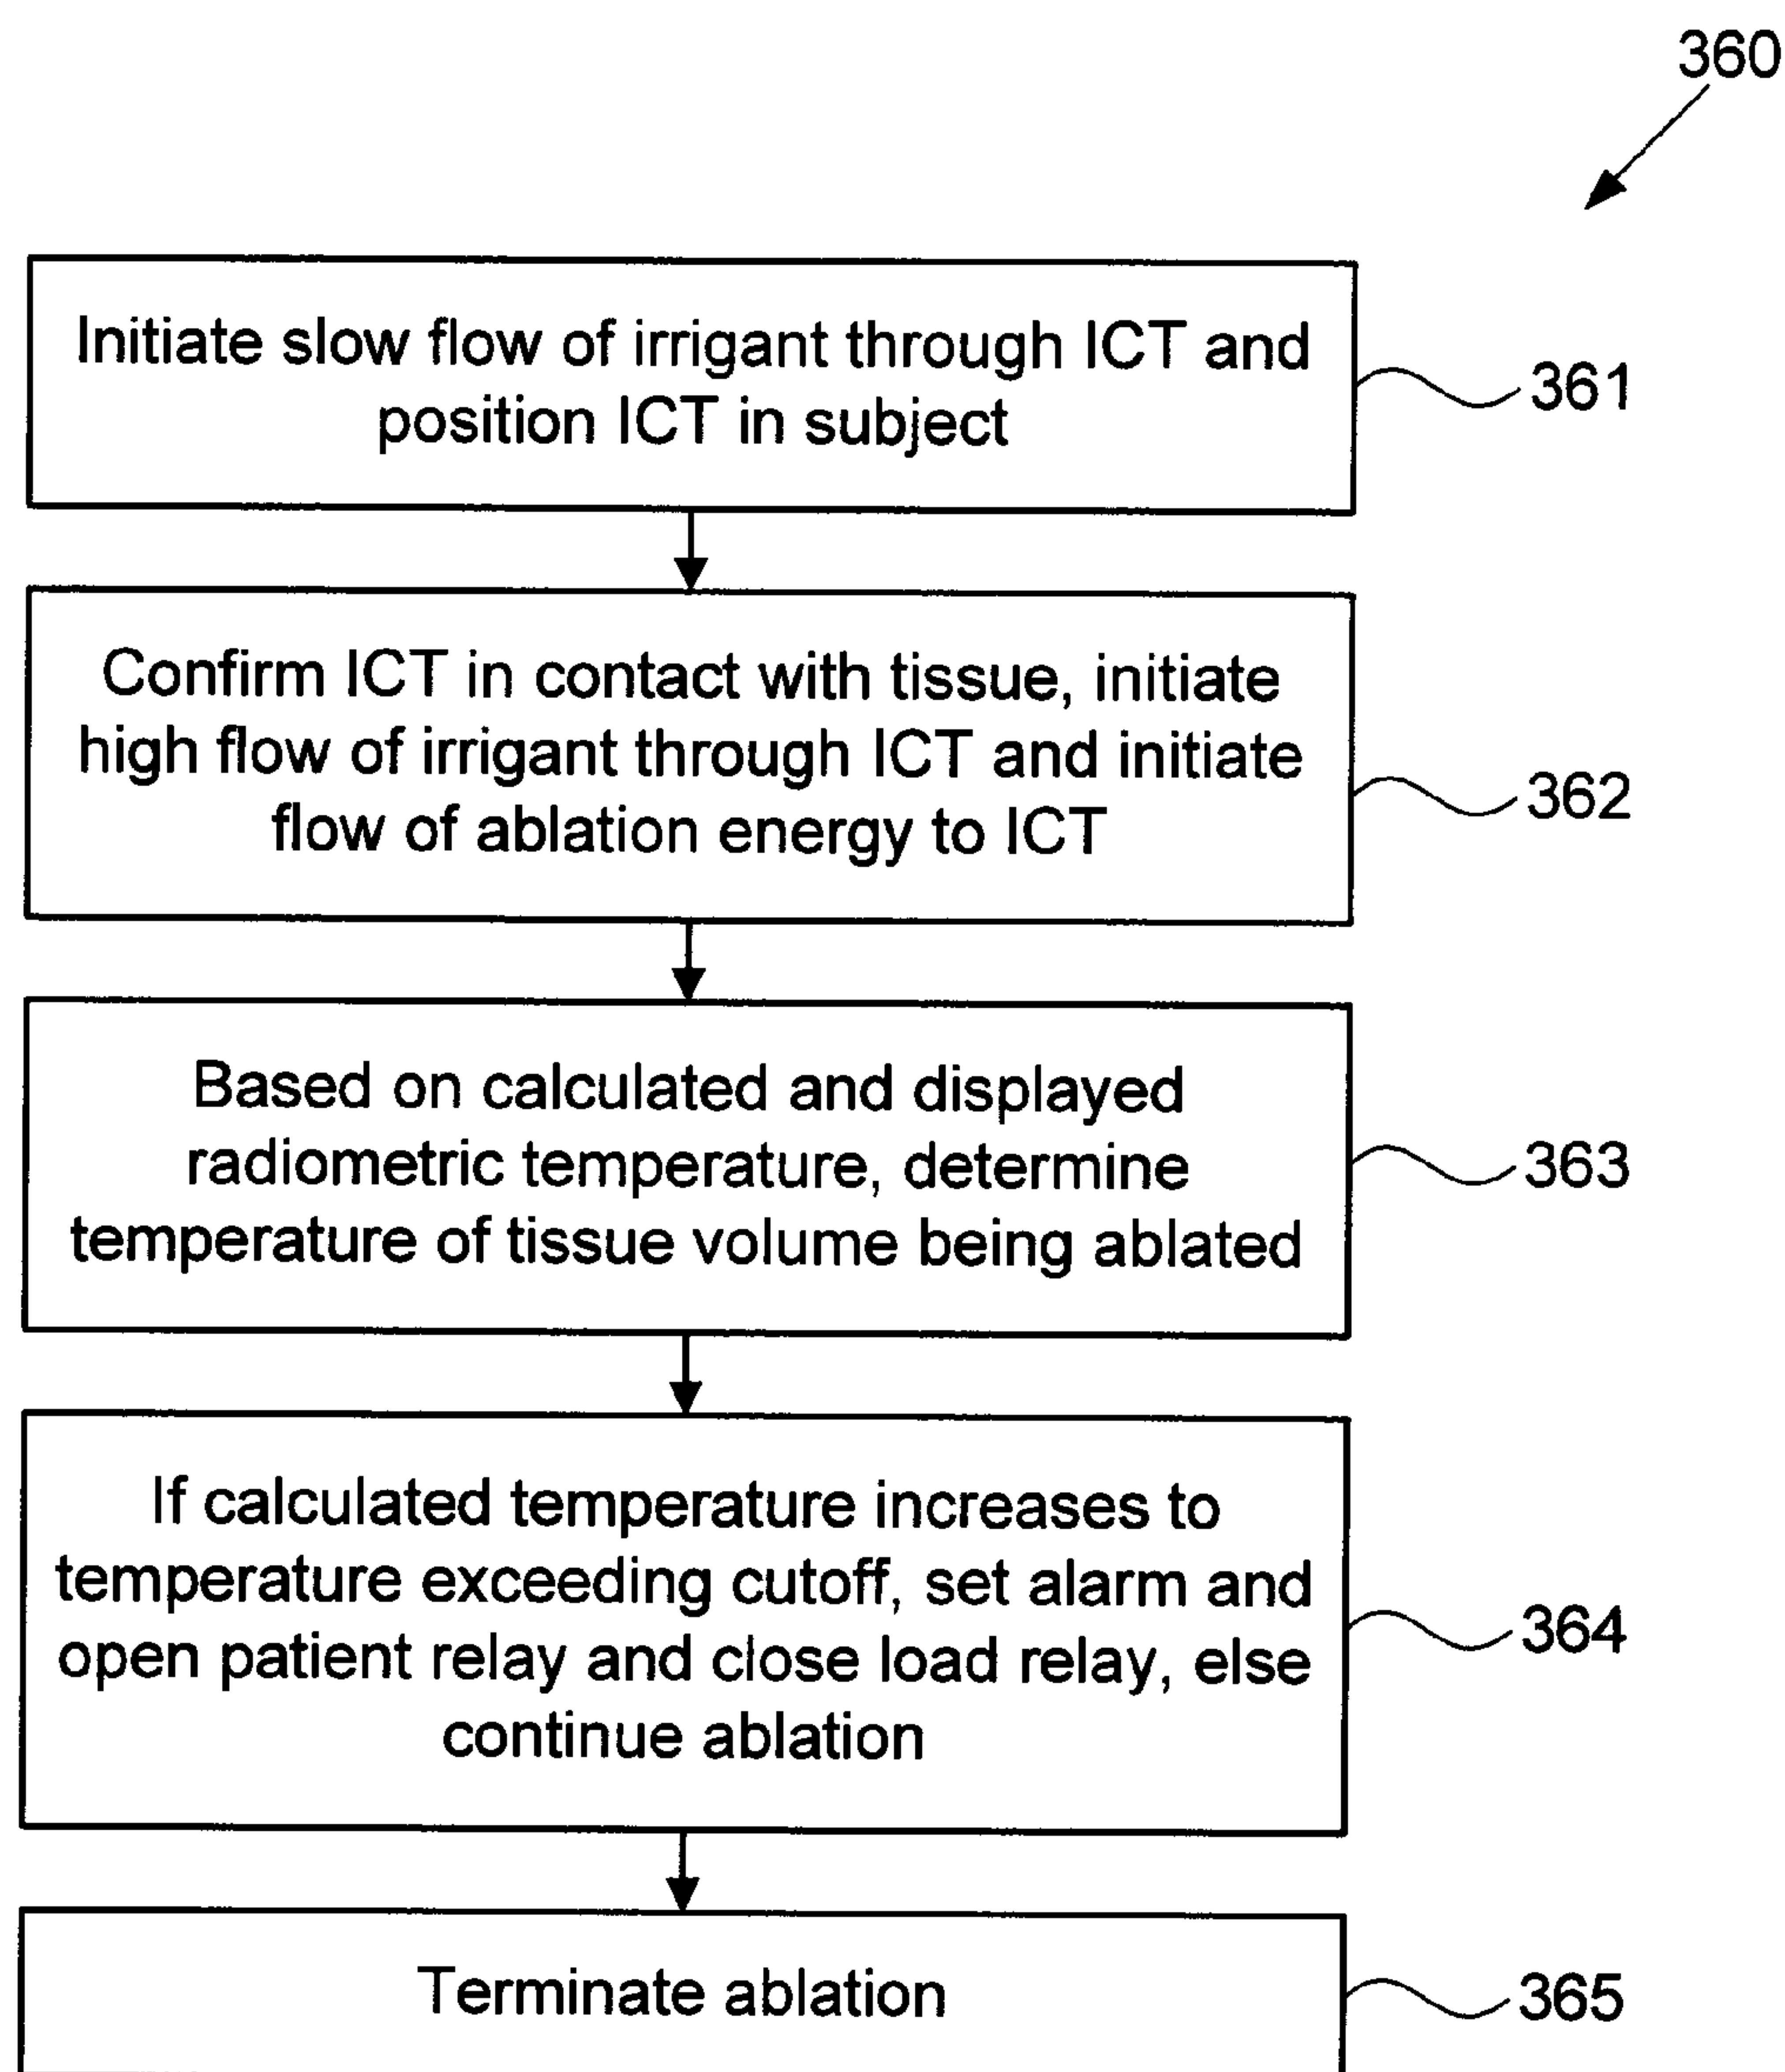 360
Initiate slow flow of irrigant through ICT and
position ICT in subject
361
Confirm ICT in contact with tissue, initiate
high flow of irrigant through ICT and initiate
flow of ablation energy to ICT
362
Based on calculated and displayed
radiometric temperature, determine
temperature of tissue volume being ablated
363
If calculated temperature increases to
temperature exceeding cutoff, set alarm and
open patient relay and close load relay, else
continue ablation
364
Terminate ablation
365